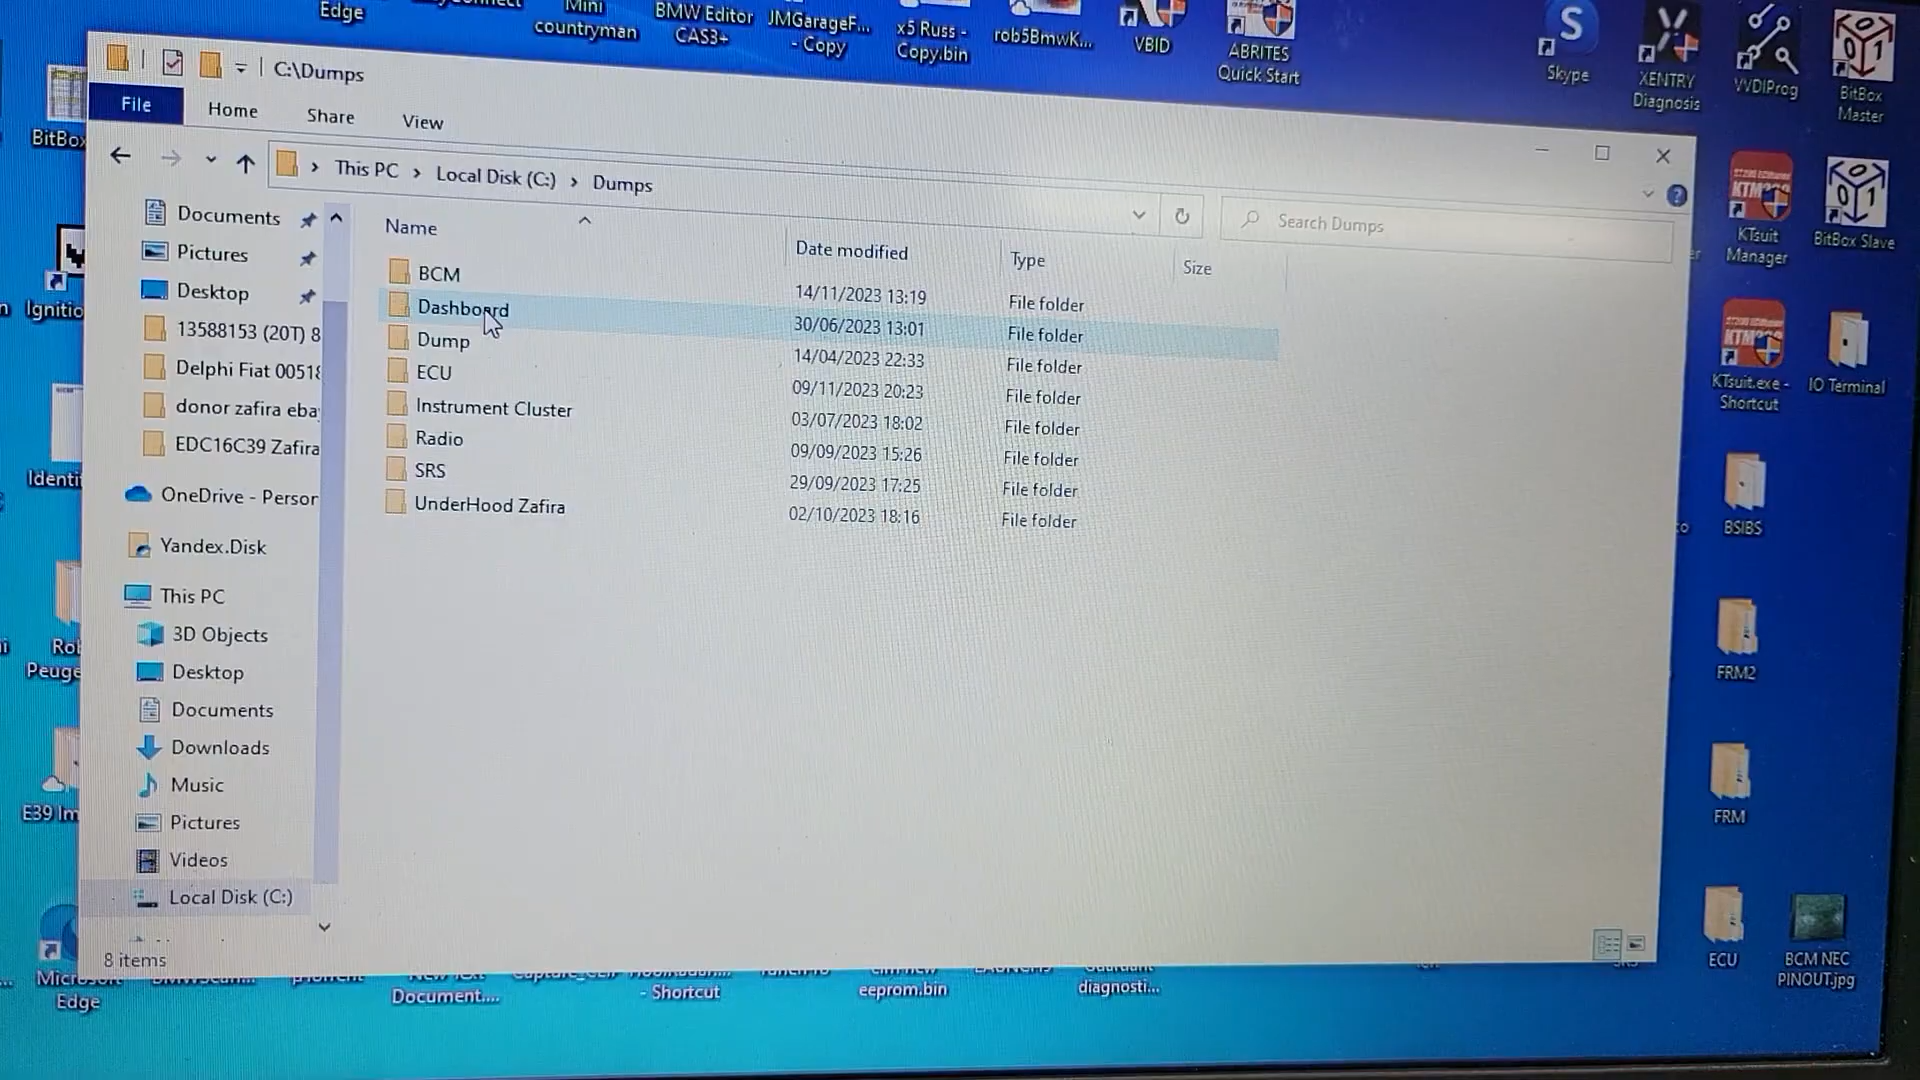 Edge
Mini
countryman
BMW Editor
CAS3+
JMGarageF...
- Copy
x5 Russ -
Copy.bin
rob5BmwK...
VBID
ABRITES
Quick Start
Skype
XENTRY
Diagnosis
VVDIProg
BitBox
Master
C:\Dumps
File
Home
Share
View
BitBox
This PC
Local Disk (C:)
Dumps
Search Dumps
KTsuit
Manager
BitBox Slave
Documents
Pictures
Desktop
13588153 (20T) 8
Delphi Fiat 0051
donor zafira eba
EDC16C39 Zafira
OneDrive - Person
Yandex.Disk
This PC
3D Objects
Desktop
Documents
Downloads
Music
Pictures
Videos
Local Disk (C:)
Name
Date modified
Type
Size
BCM
14/11/2023 13:19
File folder
Dashboard
30/06/2023 13:01
File folder
Dump
14/04/2023 22:33
File folder
ECU
09/11/2023 20:23
File folder
Instrument Cluster
03/07/2023 18:02
File folder
Radio
09/09/2023 15:26
File folder
SRS
29/09/2023 17:25
File folder
UnderHood Zafira
02/10/2023 18:16
File folder
8 items
Ignitio
Identi
Peuge
E39 Im
KTsuit.exe -
Shortcut
IO Terminal
BSIBS
FRM2
FRM
ECU
BCM NEC
PINOUT.jpg
Microsoft
Edge
Document....
- Shortcut
eeprom.bin
diagnosti...